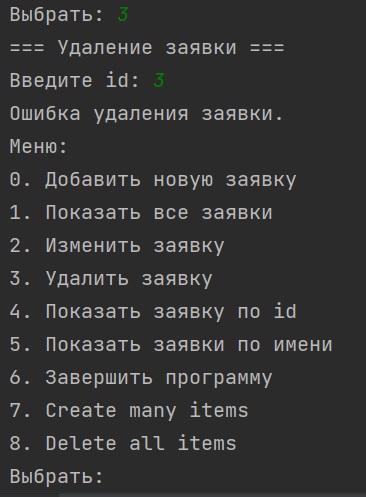 Выбрать: 3
=== Удаление заявки ===
Введите id: 3
Ошибка удаления заявки.
Меню:
0. Добавить новую заявку
1. Показать все заявки
2. Изменить заявку
3. Удалить заявку
4. Показать заявку по id
5. Показать заявки по имени
6. Завершить программу
7. Create many items
8. Delete all items
Выбрать: